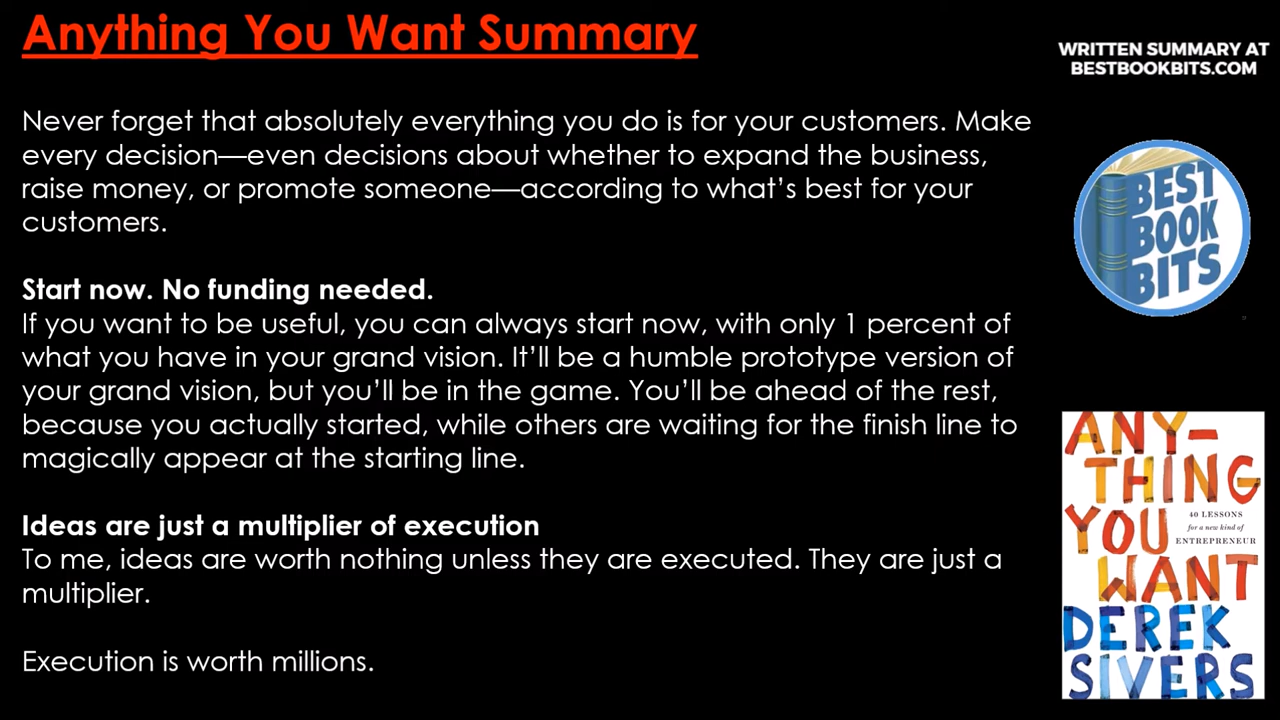 Anything You Want Summary
WRITTEN SUMMARY AT
BESTBOOKBITS.COM
Never forget that absolutely everything you do is for your customers. Make
every decision—even decisions about whether to expand the business,
raise money, or promote someone—according to what’s best for your
customers.
Start now. No funding needed.
If you want to be useful, you can always start now, with only 1 percent of
what you have in your grand vision. It’ll be a humble prototype version of
your grand vision, but you’ll be in the game. You’ll be ahead of the rest,
because you actually started, while others are waiting for the finish line to
magically appear at the starting line.
Ideas are just a multiplier of execution
To me, ideas are worth nothing unless they are executed. They are just a
multiplier.
Execution is worth millions.
BEST
BOOK
BITS
ANY-
THING
YOU
40 LESSONS
for a new kind of
ENTREPRENEUR
WANT
DEREK
SIVERS